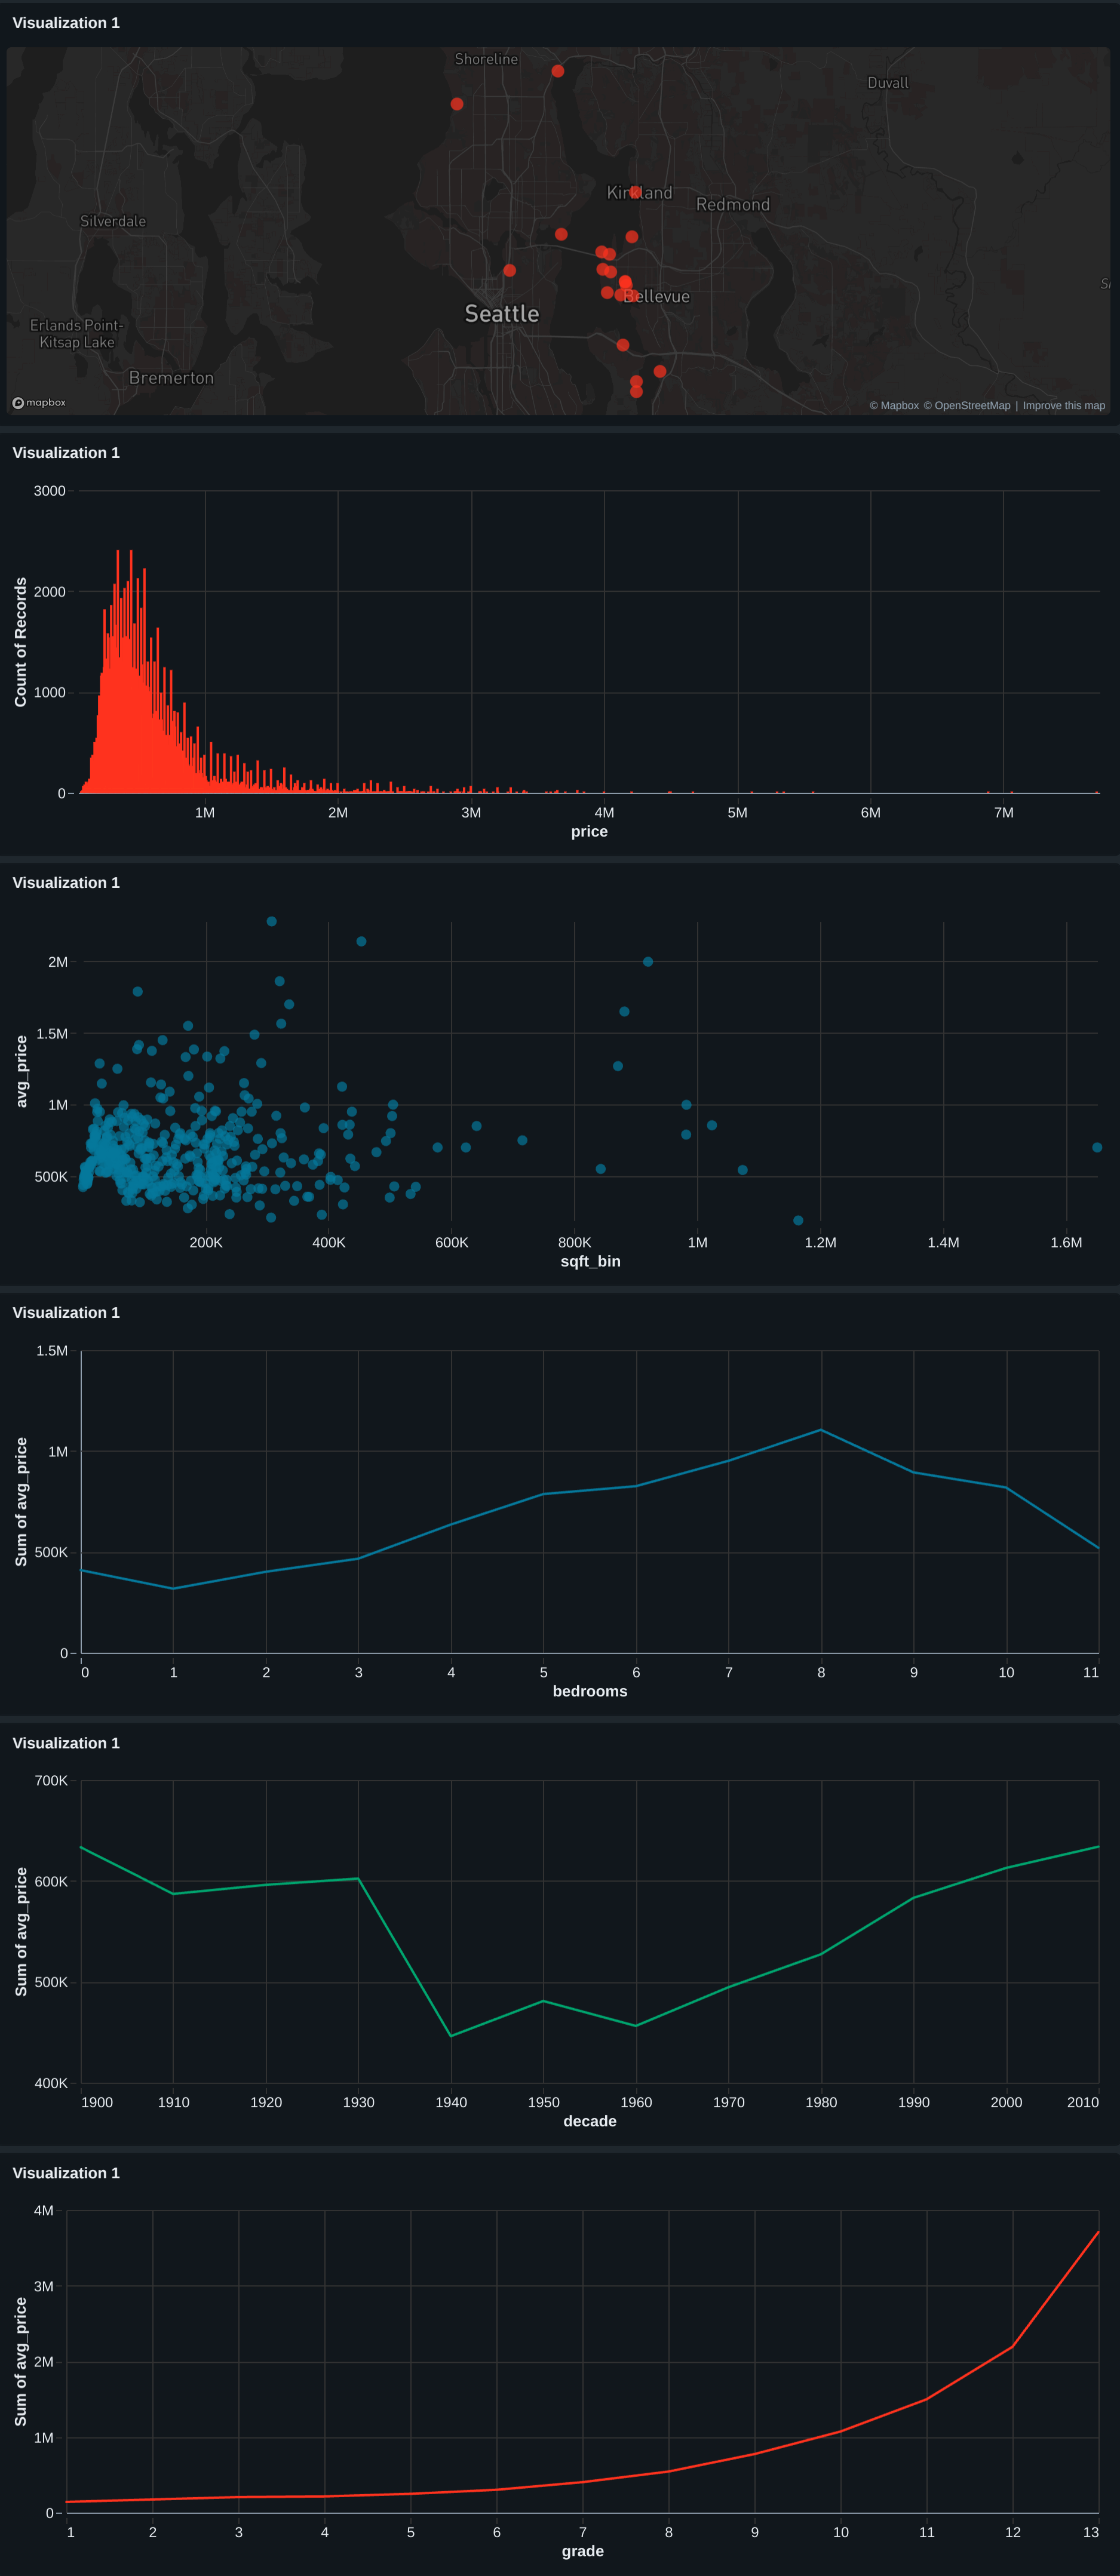 Visualization 1
Shoreline
Duvall
Kirkland
Redmond
Silverdale
Bellevue
Seattle
Erlands Point-
Kitsap Lake
Bremerton
mapbox
© Mapbox © OpenStreetMap | Improve this map
Visualization 1
3000
2000
1000
0
Count of Records
1M 2M 3M 4M 5M 6M 7M
price
Visualization 1
2M
1.5M
1M
500K
avg_price
200K 400K 600K 800K 1M 1.2M 1.4M 1.6M
sqft_bin
Visualization 1
1.5M
1M
500K
0
Sum of avg_price
0 1 2 3 4 5 6 7 8 9 10 11
bedrooms
Visualization 1
700K
600K
500K
400K
Sum of avg_price
1900 1910 1920 1930 1940 1950 1960 1970 1980 1990 2000 2010
decade
Visualization 1
4M
3M
2M
1M
0
Sum of avg_price
1 2 3 4 5 6 7 8 9 10 11 12 13
grade